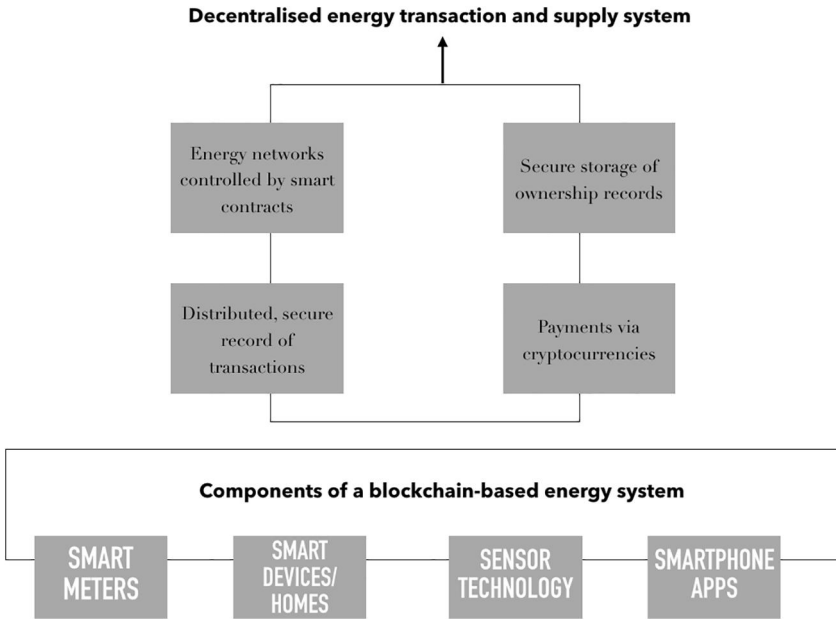 Decentralised energy transaction and supply system
Energy networks
controlled by smart
contracts
Secure storage of
ownership records
Distributed, secure
record of
transactions
Payments via
cryptocurrencies
Components of a blockchain-based energy system
SMART
METERS
SMART
DEVICES/
HOMES
SENSOR
TECHNOLOGY
SMARTPHONE
APPS